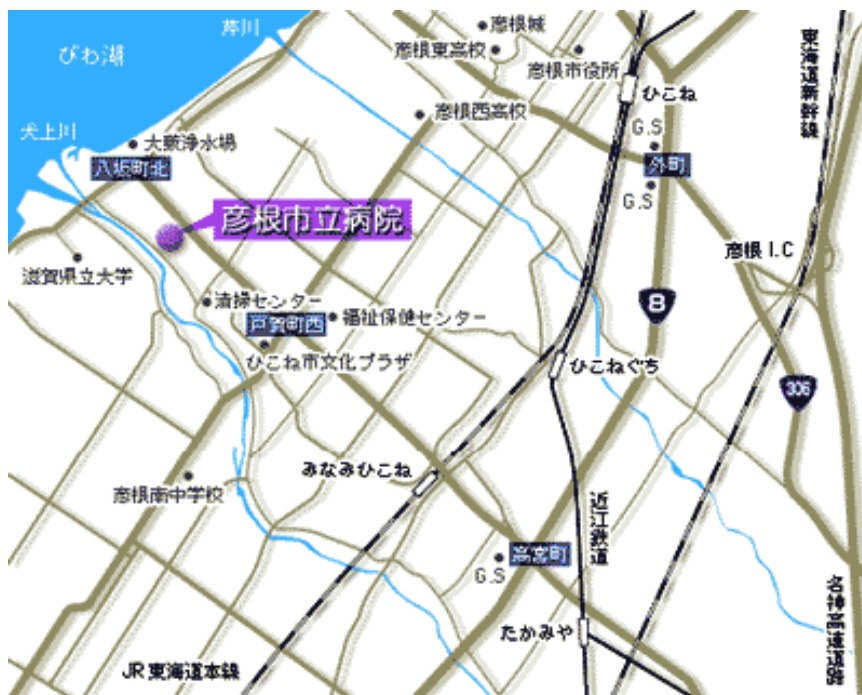 芹川
彦根城
びわ湖
彦根東高校
彦根市役所
東海道新幹線
ひこね
犬上川
大藪浄水場
彦根西高校
G.S
八坂町北
外町
G.S
彦根市立病院
彦根 I.C
滋賀県立大学
清掃センター
8
戸賀町西
福祉保健センター
ひこね市文化プラザ
ひこねぐち
306
みなみひこね
彦根南中学校
近江鉄道
高宮町
G.S
名神高速道路
たかみや
JR東海道本線